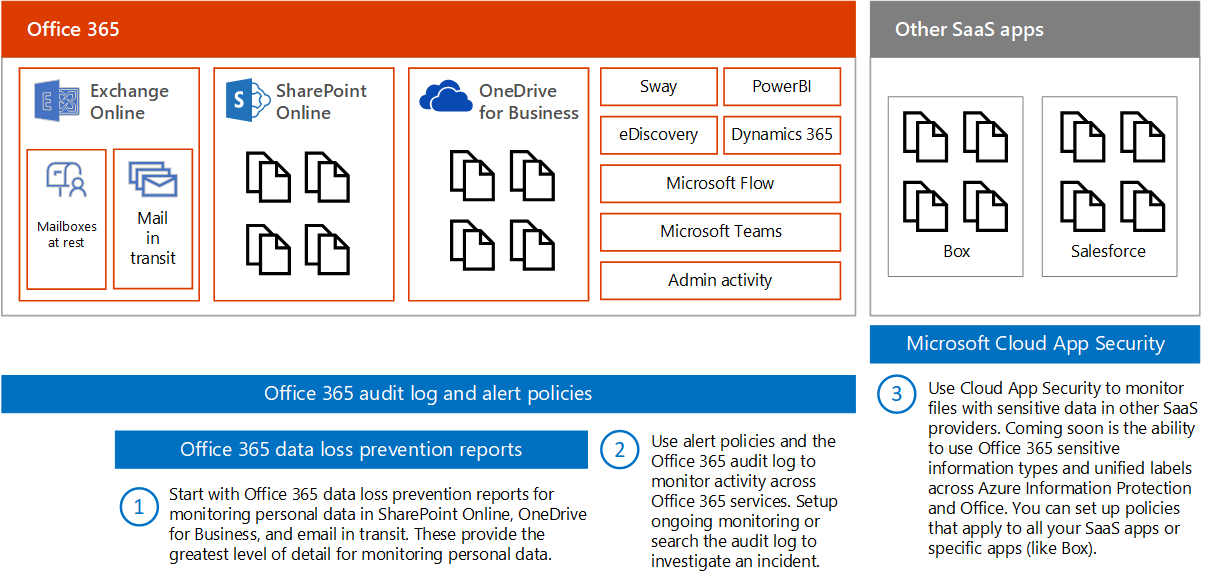 Office 365
Exchange
Online
Mailboxes
at rest
Mail
in
transit
SharePoint
Online
OneDrive
for Business
Sway
PowerBI
eDiscovery
Dynamics 365
Microsoft Flow
Microsoft Teams
Admin activity
Other SaaS apps
Box
Salesforce
Office 365 audit log and alert policies
Office 365 data loss prevention reports
1
Start with Office 365 data loss prevention reports for
monitoring personal data in SharePoint Online, OneDrive
for Business, and email in transit. These provide the
greatest level of detail for monitoring personal data.
2
Use alert policies and the
Office 365 audit log to
monitor activity across
Office 365 services. Setup
ongoing monitoring or
search the audit log to
investigate an incident.
Microsoft Cloud App Security
3
Use Cloud App Security to monitor
files with sensitive data in other SaaS
providers. Coming soon is the ability
to use Office 365 sensitive
information types and unified labels
across Azure Information Protection
and Office. You can set up policies
that apply to all your SaaS apps or
specific apps (like Box).